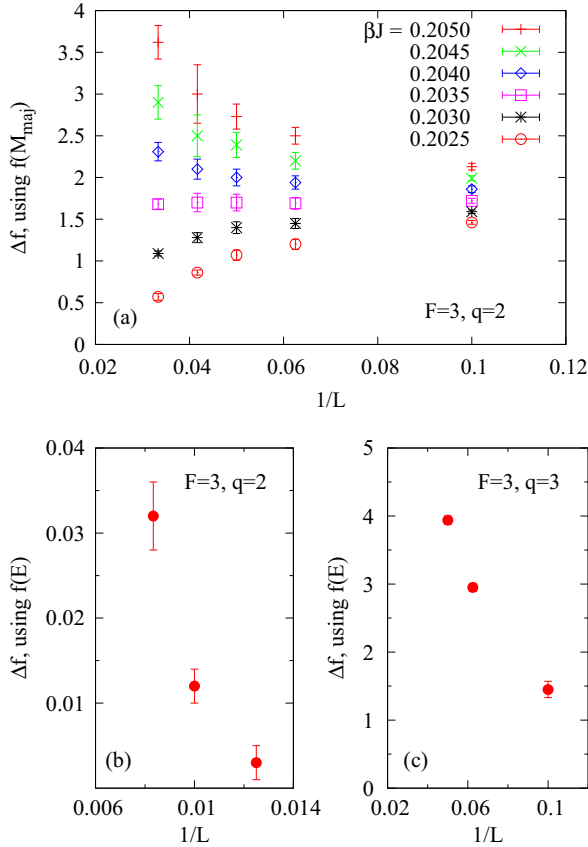 4
3.5
3
2.5
2
1.5
1
0.5
0
Δf, using f(M_maj)
βJ = 0.2050
0.2045
0.2040
0.2035
0.2030
0.2025
(a)
F=3, q=2
0.02 0.04 0.06 0.08 0.1 0.12
1/L
0.04
0.03
0.02
0.01
Δf, using f(E)
F=3, q=2
(b)
0.006 0.01 0.014
1/L
5
4
3
2
1
0
Δf, using f(E)
F=3, q=3
(c)
0.02 0.06 0.1
1/L